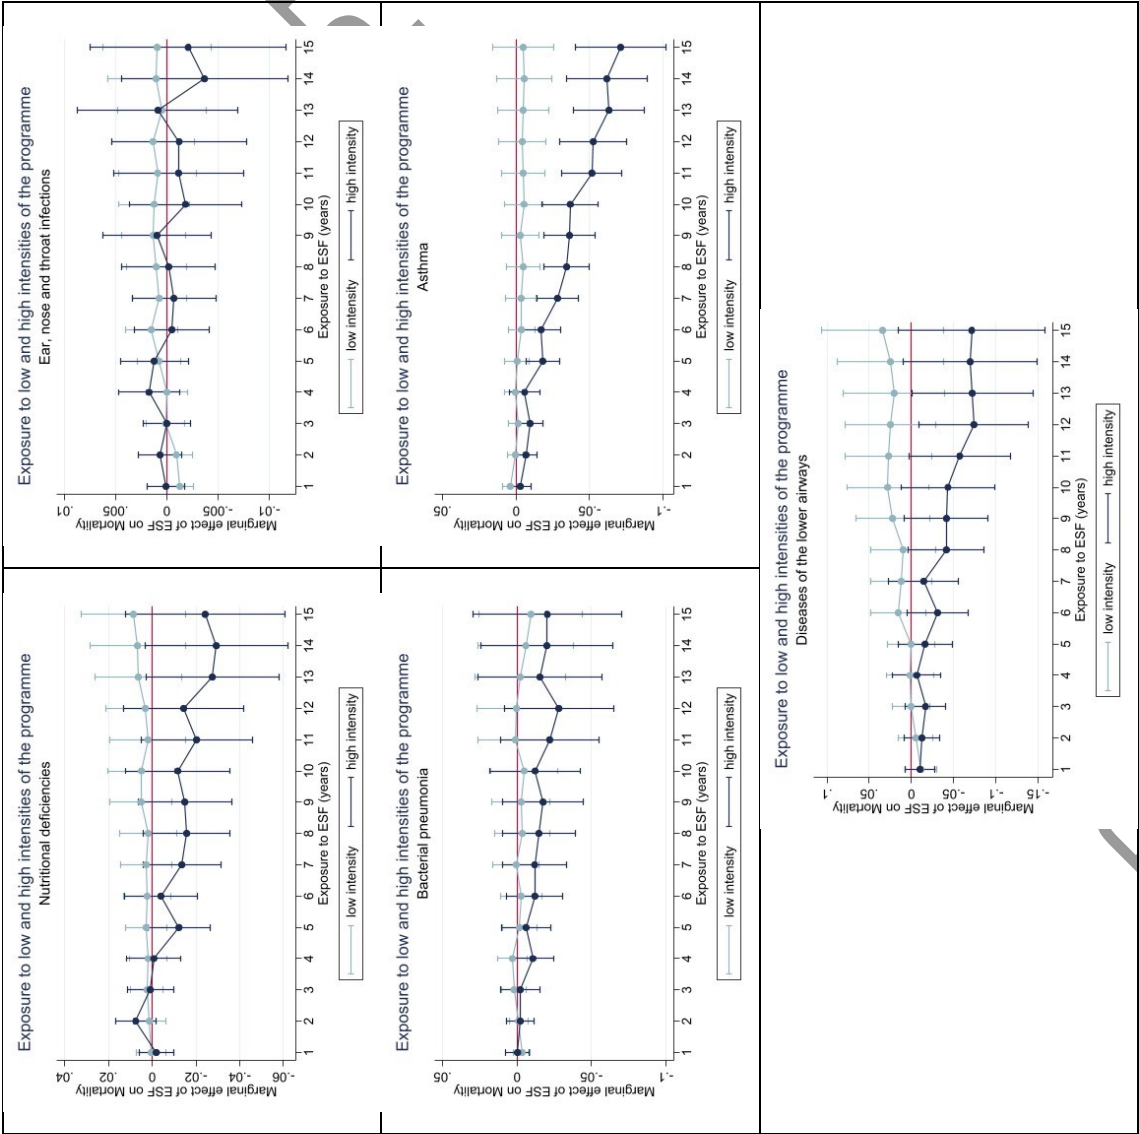 Exposure to low and high intensities of the programme
Nutritional deficiencies
Marginal effect of ESF on Mortality
.04
.02
0
-.02
-.04
-.06
1 2 3 4 5 6 7 8 9 10 11 12 13 14 15
Exposure to ESF (years)
low intensity high intensity
Exposure to low and high intensities of the programme
Ear, nose and throat infections
Marginal effect of ESF on Mortality
.01
.005
0
-.005
-.01
1 2 3 4 5 6 7 8 9 10 11 12 13 14 15
Exposure to ESF (years)
low intensity high intensity
Exposure to low and high intensities of the programme
Bacterial pneumonia
Marginal effect of ESF on Mortality
.05
0
-.05
-.1
1 2 3 4 5 6 7 8 9 10 11 12 13 14 15
Exposure to ESF (years)
low intensity high intensity
Exposure to low and high intensities of the programme
Asthma
Marginal effect of ESF on Mortality
.05
0
-.05
-.1
1 2 3 4 5 6 7 8 9 10 11 12 13 14 15
Exposure to ESF (years)
low intensity high intensity
Exposure to low and high intensities of the programme
Diseases of the lower airways
Marginal effect of ESF on Mortality
.1
.05
0
-.05
-.1
-.15
1 2 3 4 5 6 7 8 9 10 11 12 13 14 15
Exposure to ESF (years)
low intensity high intensity